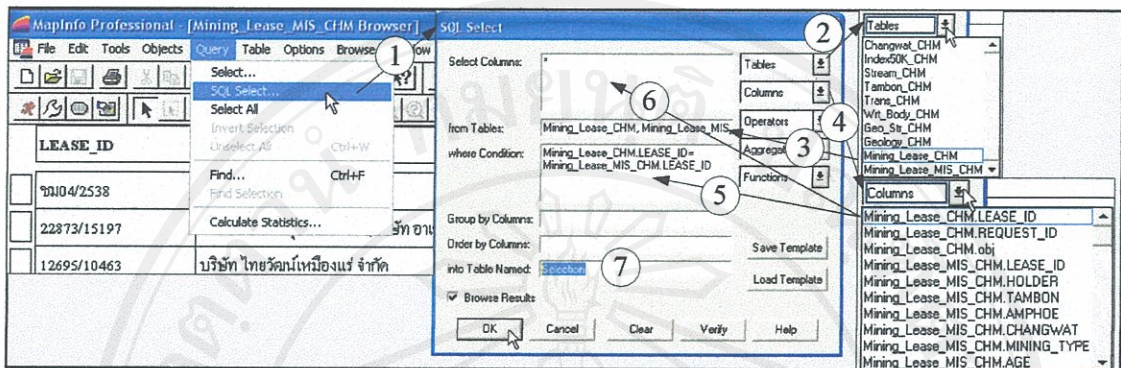 MapInfo Professional - [Mining_Lease_MIS_CHM Browser]
File Edit Tools Objects Query Table Options Browse
Select...
SQL Select...
Select All
Invert Selection
Unselect All Ctrl+W
Find... Ctrl+F
Find Selection
Calculate Statistics...
LEASE_ID
ชม04/2538
22873/15197
12695/10463
บริษัท ไทยวัฒน์เหมืองแร่ จำกัด
1
SQL Select
Select Columns:
*
from Tables:
Mining_Lease_CHM, Mining_Lease_MIS
where Condition:
Mining_Lease_CHM.LEASE_ID=
Mining_Lease_MIS_CHM.LEASE_ID
Group by Columns:
Order by Columns:
into Table Named:
Selection
Browse Results
OK Cancel Clear Verify Help
Tables
Columns
Operators
Functions
Save Template
Load Template
6
3
5
7
2
4
Tables
Changwat_CHM
Index50K_CHM
Stream_CHM
Tambon_CHM
Trans_CHM
Wtr_Body_CHM
Geo_Str_CHM
Geology_CHM
Mining_Lease_CHM
Mining_Lease_MIS_CHM
Columns
Mining_Lease_CHM.LEASE_ID
Mining_Lease_CHM.REQUEST_ID
Mining_Lease_CHM.obj
Mining_Lease_MIS_CHM.LEASE_ID
Mining_Lease_MIS_CHM.HOLDER
Mining_Lease_MIS_CHM.TAMBON
Mining_Lease_MIS_CHM.AMPHOE
Mining_Lease_MIS_CHM.CHANGWAT
Mining_Lease_MIS_CHM.MINING_TYPE
Mining_Lease_MIS_CHM.AGE